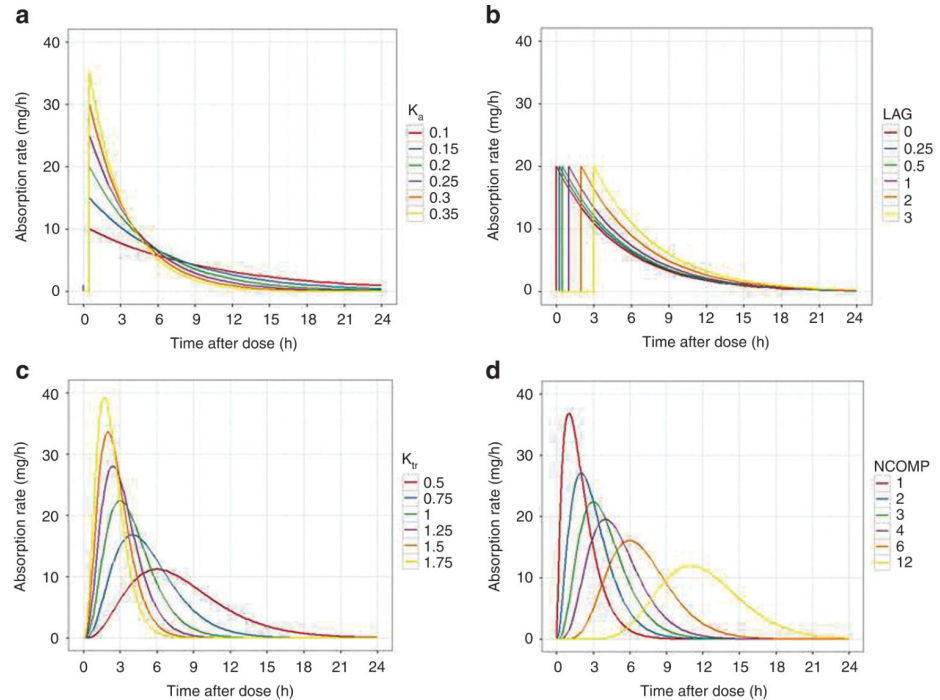 a
40
30
20
10
0
Absorption rate (mg/h)
0 3 6 9 12 15 18 21 24
Time after dose (h)
Ka
0.1
0.15
0.2
0.25
0.3
0.35
b
40
30
20
10
0
Absorption rate (mg/h)
0 3 6 9 12 15 18 21 24
Time after dose (h)
LAG
0
0.25
0.5
1
2
3
c
40
30
20
10
0
Absorption rate (mg/h)
0 3 6 9 12 15 18 21 24
Time after dose (h)
Ktr
0.5
0.75
1
1.25
1.5
1.75
d
40
30
20
10
0
Absorption rate (mg/h)
0 3 6 9 12 15 18 21 24
Time after dose (h)
NCOMP
1
2
3
4
6
12